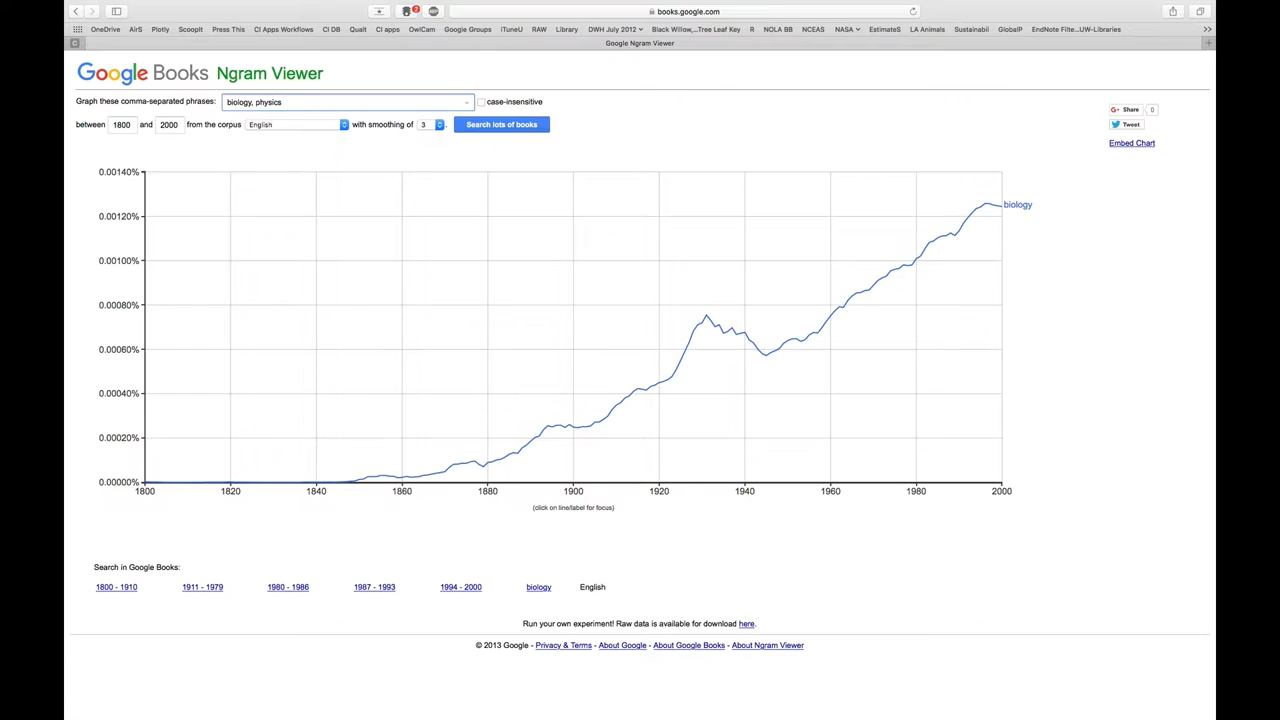 books.google.com
2
OneDrive AirS Plotly ScoopIt Press This CI Apps Workflows CI DB Qualt CI apps OwlCam Google Groups iTuneU RAW Library DWH July 2012 Black Willow,...Tree Leaf Key R NOLA BB NCEAS NASA EstimateS LA Animals Sustainabil GlobalP EndNote Filte...UW-Libraries
Google Ngram Viewer
Google Books Ngram Viewer
Graph these comma-separated phrases: biology, physics case-insensitive
between 1800 and 2000 from the corpus English with smoothing of 3 . Search lots of books
G+ Share 0
Tweet
Embed Chart
0.00140%
0.00120%
0.00100%
0.00080%
0.00060%
0.00040%
0.00020%
0.00000%
biology
1800 1820 1840 1860 1880 1900 1920 1940 1960 1980 2000
(click on line/label for focus)
Search in Google Books:
1800 - 1910 1911 - 1979 1980 - 1986 1987 - 1993 1994 - 2000 biology English
Run your own experiment! Raw data is available for download here.
© 2013 Google - Privacy & Terms - About Google - About Google Books - About Ngram Viewer